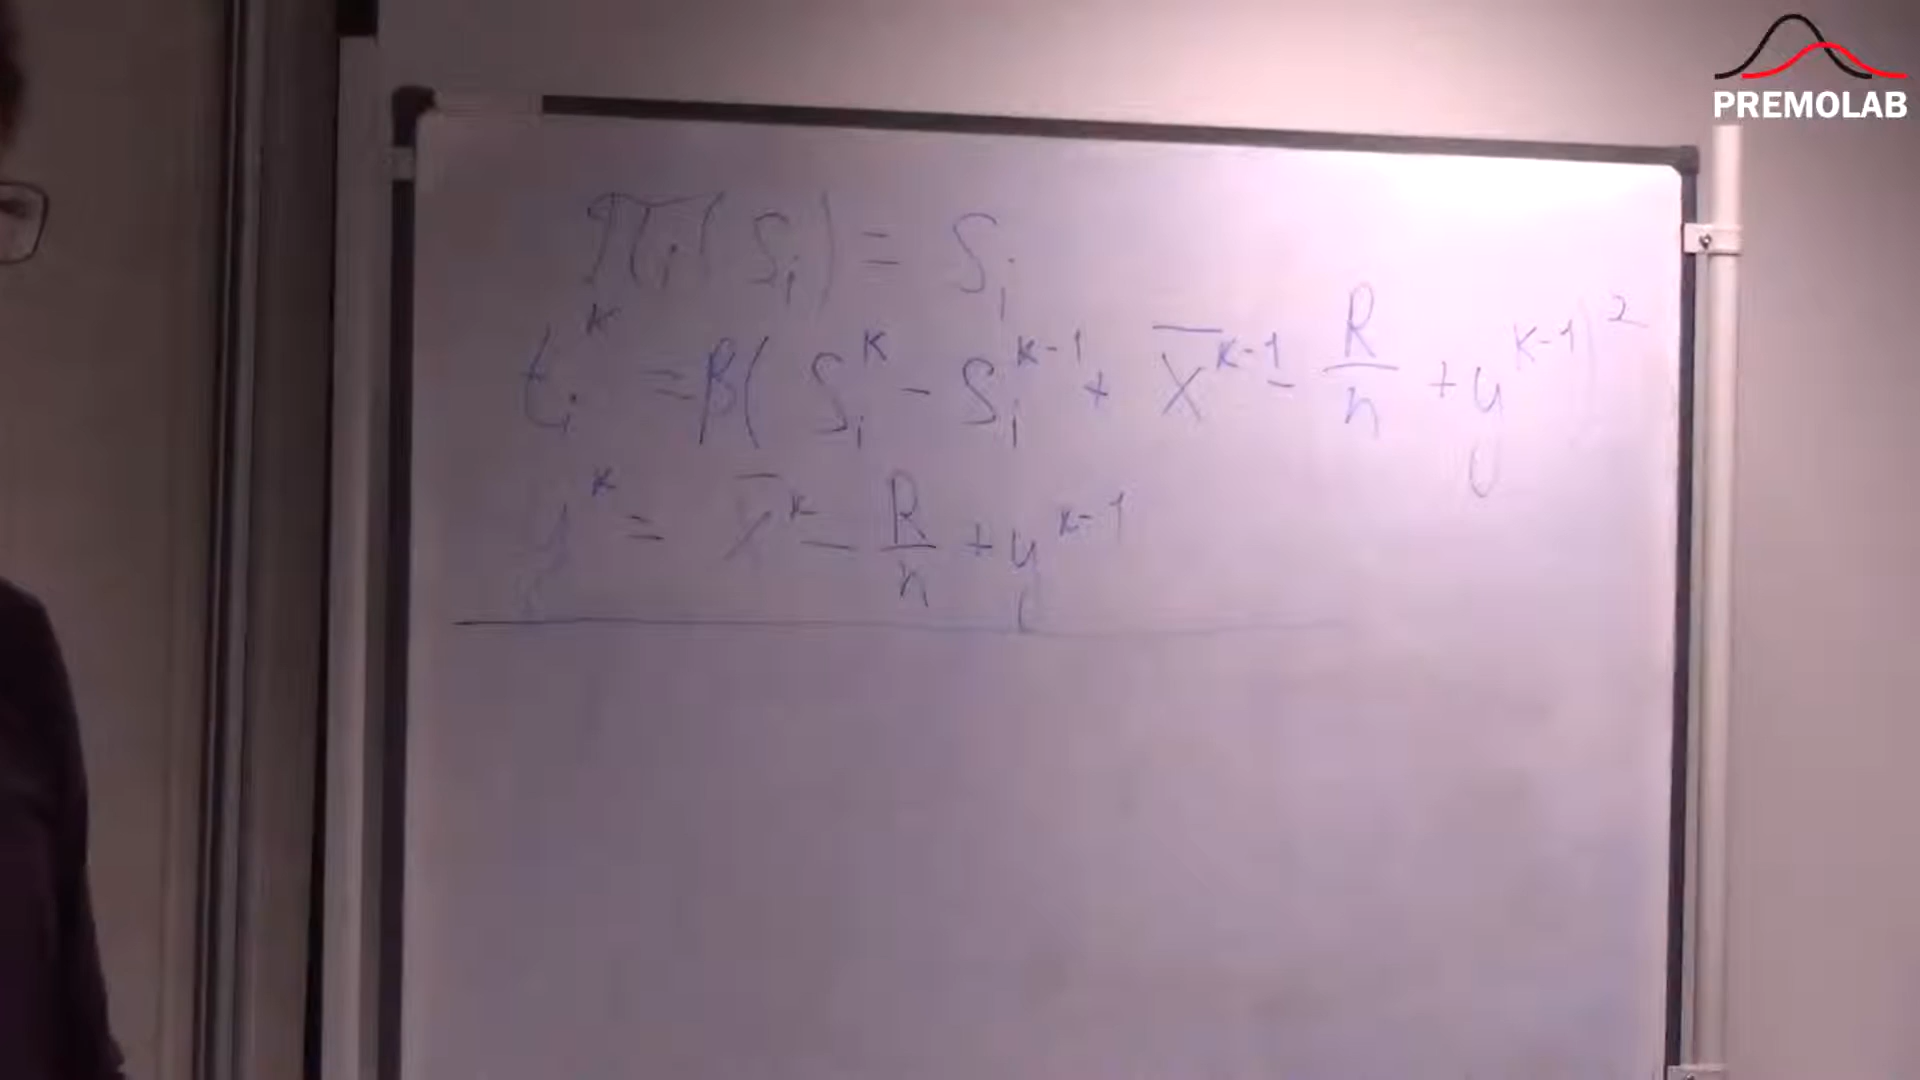 PREMOLAB
π_i(S_i) = S_i
t_i^k = β(S_i^k - S_i^{k-1} + x̄^{k-1} - R/n + y^{k-1})^2
y^k = x̄^k - R/n + y^{k-1}